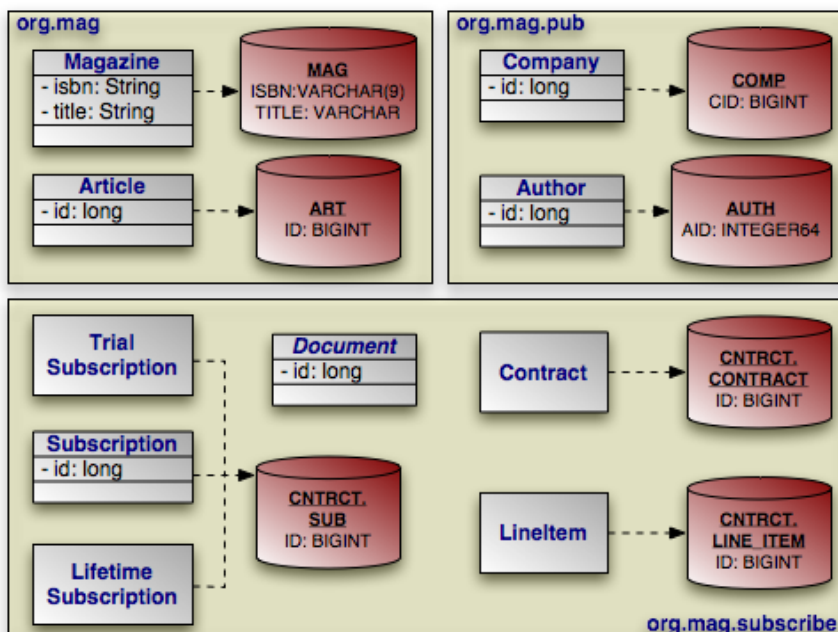 org.mag
Magazine
- isbn: String
- title: String
MAG
ISBN:VARCHAR(9)
TITLE: VARCHAR
Article
- id: long
ART
ID: BIGINT
org.mag.pub
Company
- id: long
COMP
CID: BIGINT
Author
- id: long
AUTH
AID: INTEGER64
Trial
Subscription
Subscription
- id: long
Lifetime
Subscription
Document
- id: long
CNTRCT.
SUB
ID: BIGINT
Contract
CNTRCT.
CONTRACT
ID: BIGINT
LineItem
CNTRCT.
LINE_ITEM
ID: BIGINT
org.mag.subscribe